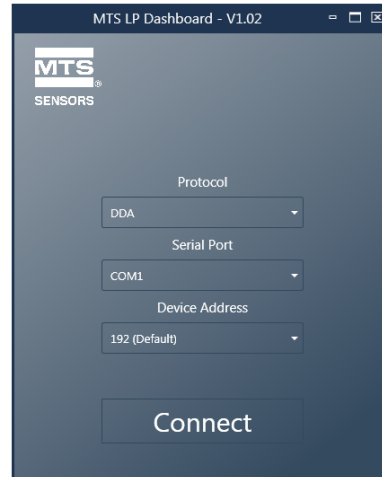 MTS LP Dashboard - V1.02
MTS®
SENSORS
Protocol
DDA
Serial Port
COM1
Device Address
192 (Default)
Connect